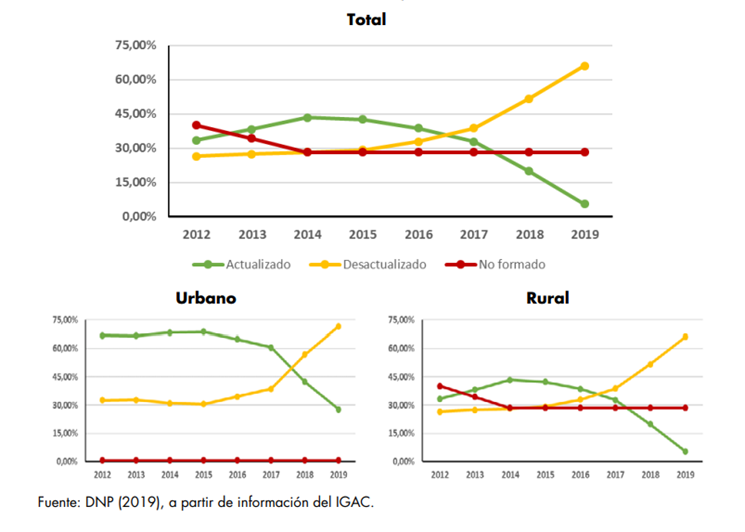 Total
75,00%
60,00%
45,00%
30,00%
15,00%
0,00%
2012 2013 2014 2015 2016 2017 2018 2019
Actualizado Desactualizado No formado
Urbano
75,00%
60,00%
45,00%
30,00%
15,00%
0,00%
2012 2013 2014 2015 2016 2017 2018 2019
Rural
75,00%
60,00%
45,00%
30,00%
15,00%
0,00%
2012 2013 2014 2015 2016 2017 2018 2019
Fuente: DNP (2019), a partir de información del IGAC.